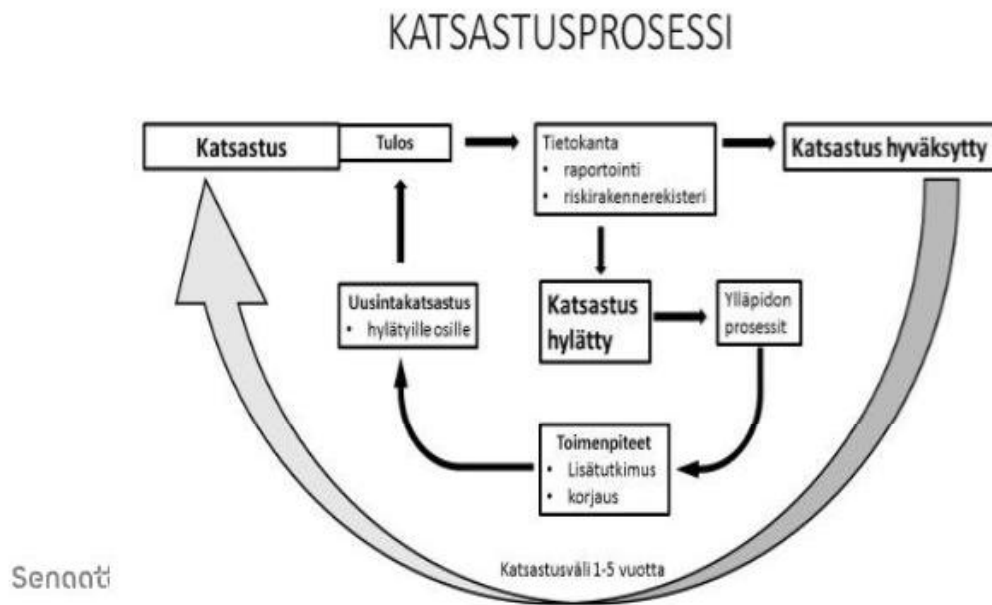 KATSASTUSPROSESSI
Katsastus
Tulos
Tietokanta
• raportointi
• riskirakennerekisteri
Katsastus hyväksytty
Uusintakatsastus
• hylätyille osille
Katsastus
hylätty
Ylläpidon
prosessit
Toimenpiteet
• Lisätutkimus
• korjaus
Katsastusväli 1-5 vuotta
Senaatt